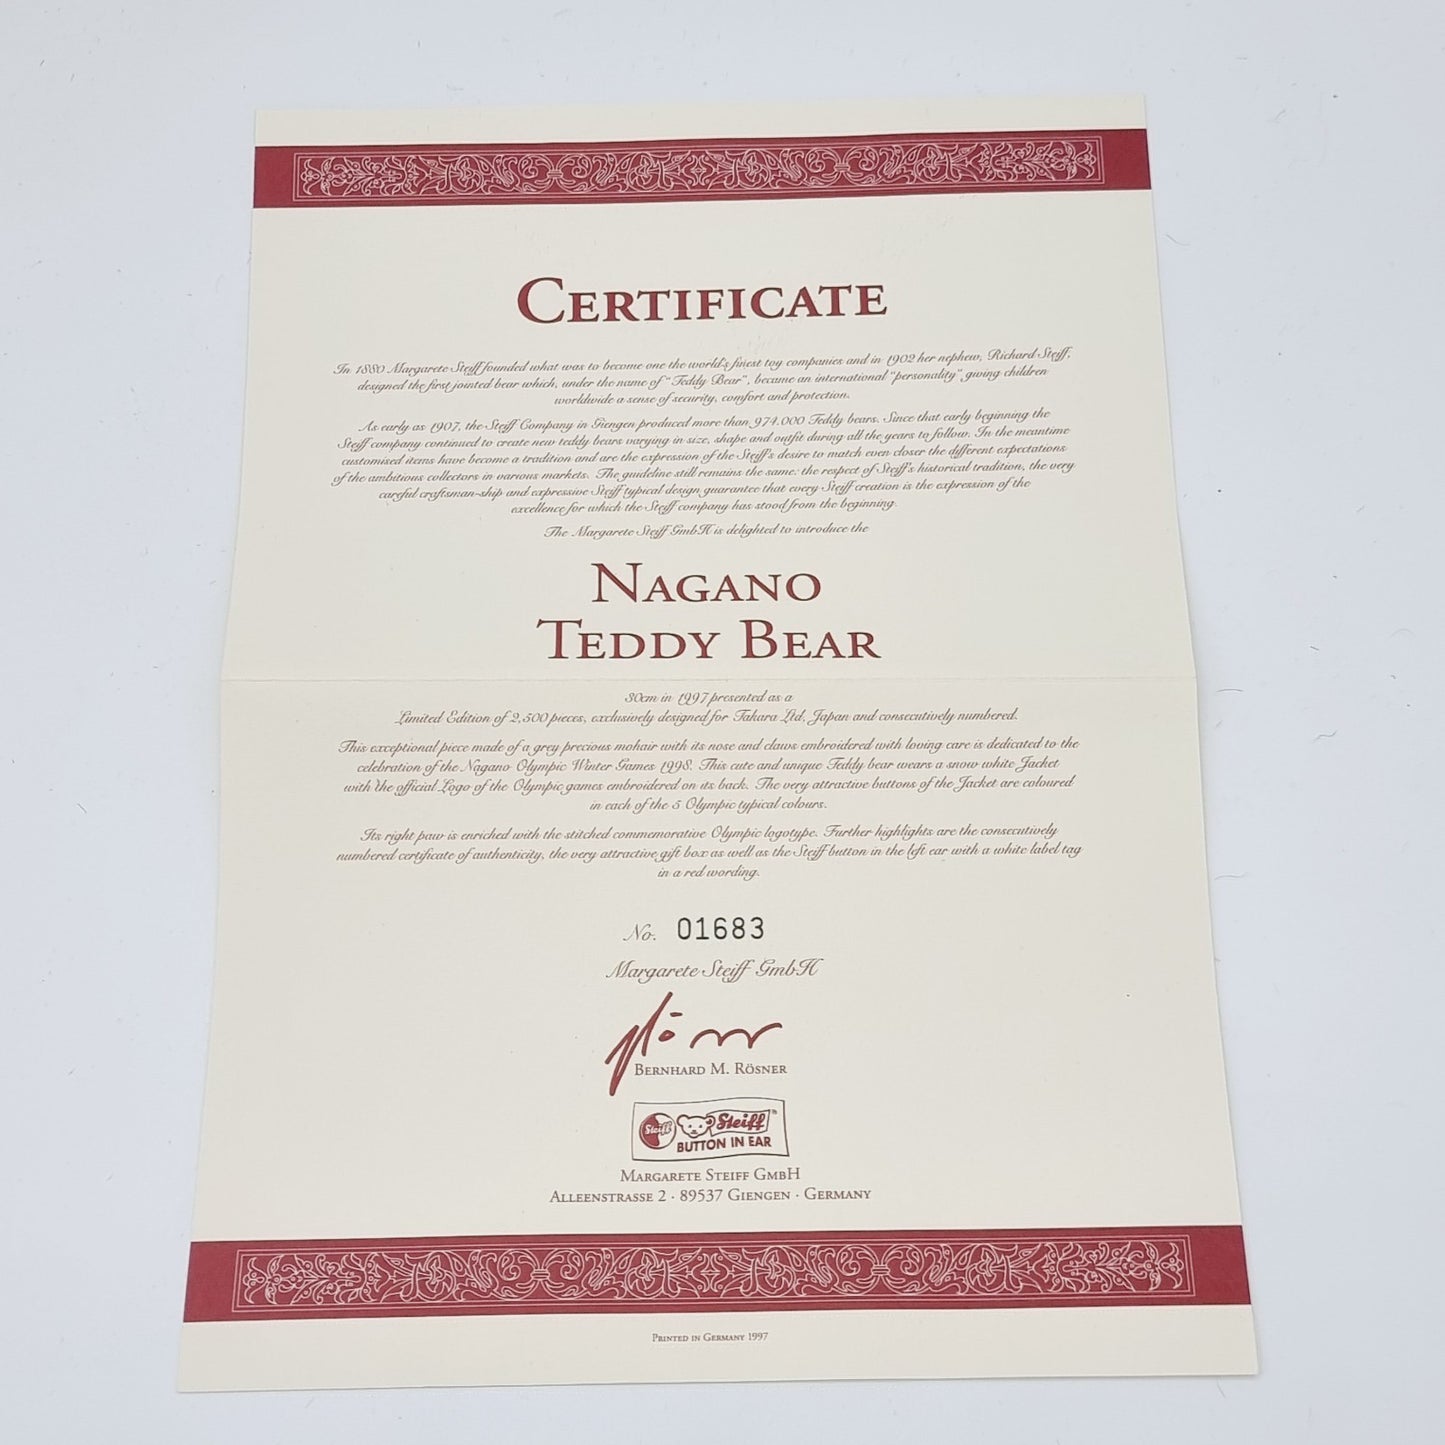 CERTIFICATE
In 1880 Margarete Steiff founded what was to become one the world's finest toy companies and in 1902 her nephew, Richard Steiff,
designed the first jointed bear which, under the name of "Teddy Bear", became an international "personality" giving children
worldwide a sense of security, comfort and protection.
As early as 1907, the Steiff Company in Giengen produced more than 974.000 Teddy bears. Since that early beginning the
Steiff company continued to create new teddy bears varying in size, shape and outfit during all the years to follow. In the meantime
customised items have become a tradition and are the expression of the Steiff's desire to match even closer the different expectations
of the ambitious collectors in various markets. The guideline still remains the same: the respect of Steiff's historical tradition, the very
careful craftsman-ship and expressive Steiff typical design guarantee that every Steiff creation is the expression of the
excellence for which the Steiff company has stood from the beginning.
The Margarete Steiff GmbH is delighted to introduce the
NAGANO
TEDDY BEAR
30cm in 1997 presented as a
Limited Edition of 2,500 pieces, exclusively designed for Takara Ltd, Japan and consecutively numbered.
This exceptional piece made of a grey precious mohair with its nose and claws embroidered with loving care is dedicated to the
celebration of the Nagano Olympic Winter Games 1998. This cute and unique Teddy bear wears a snow white Jacket
with the official Logo of the Olympic games embroidered on its back. The very attractive buttons of the Jacket are coloured
in each of the 5 Olympic typical colours.
Its right paw is enriched with the stitched commemorative Olympic logotype. Further highlights are the consecutively
numbered certificate of authenticity, the very attractive gift box as well as the Steiff button in the left ear with a white label tag
in a red wording.
No. 01683
Margarete Steiff GmbH
BERNHARD M. RÖSNER
Steiff Steiff™
BUTTON IN EAR
MARGARETE STEIFF GMBH
ALLEENSTRASSE 2 · 89537 GIENGEN · GERMANY
PRINTED IN GERMANY 1997